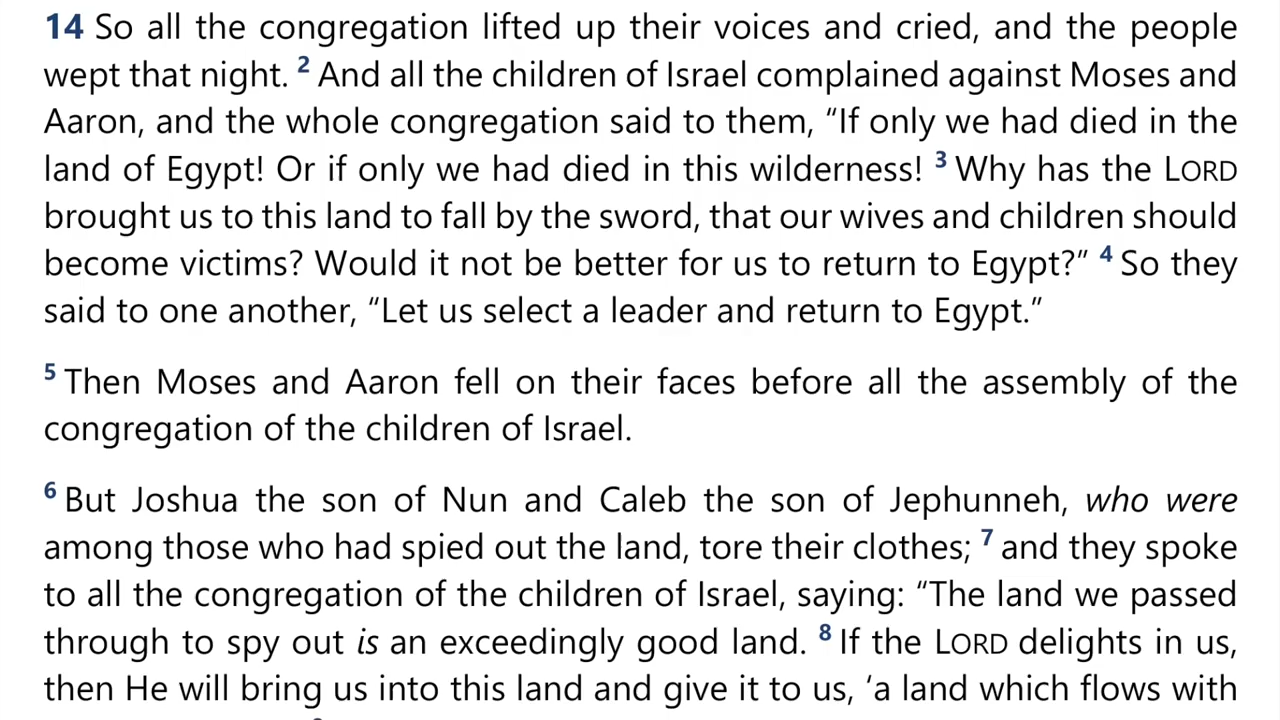 14 So all the congregation lifted up their voices and cried, and the people
wept that night. 2 And all the children of Israel complained against Moses and
Aaron, and the whole congregation said to them, “If only we had died in the
land of Egypt! Or if only we had died in this wilderness! 3 Why has the LORD
brought us to this land to fall by the sword, that our wives and children should
become victims? Would it not be better for us to return to Egypt?” 4 So they
said to one another, “Let us select a leader and return to Egypt.”
5 Then Moses and Aaron fell on their faces before all the assembly of the
congregation of the children of Israel.
6 But Joshua the son of Nun and Caleb the son of Jephunneh, who were
among those who had spied out the land, tore their clothes; 7 and they spoke
to all the congregation of the children of Israel, saying: “The land we passed
through to spy out is an exceedingly good land. 8 If the LORD delights in us,
then He will bring us into this land and give it to us, ‘a land which flows with